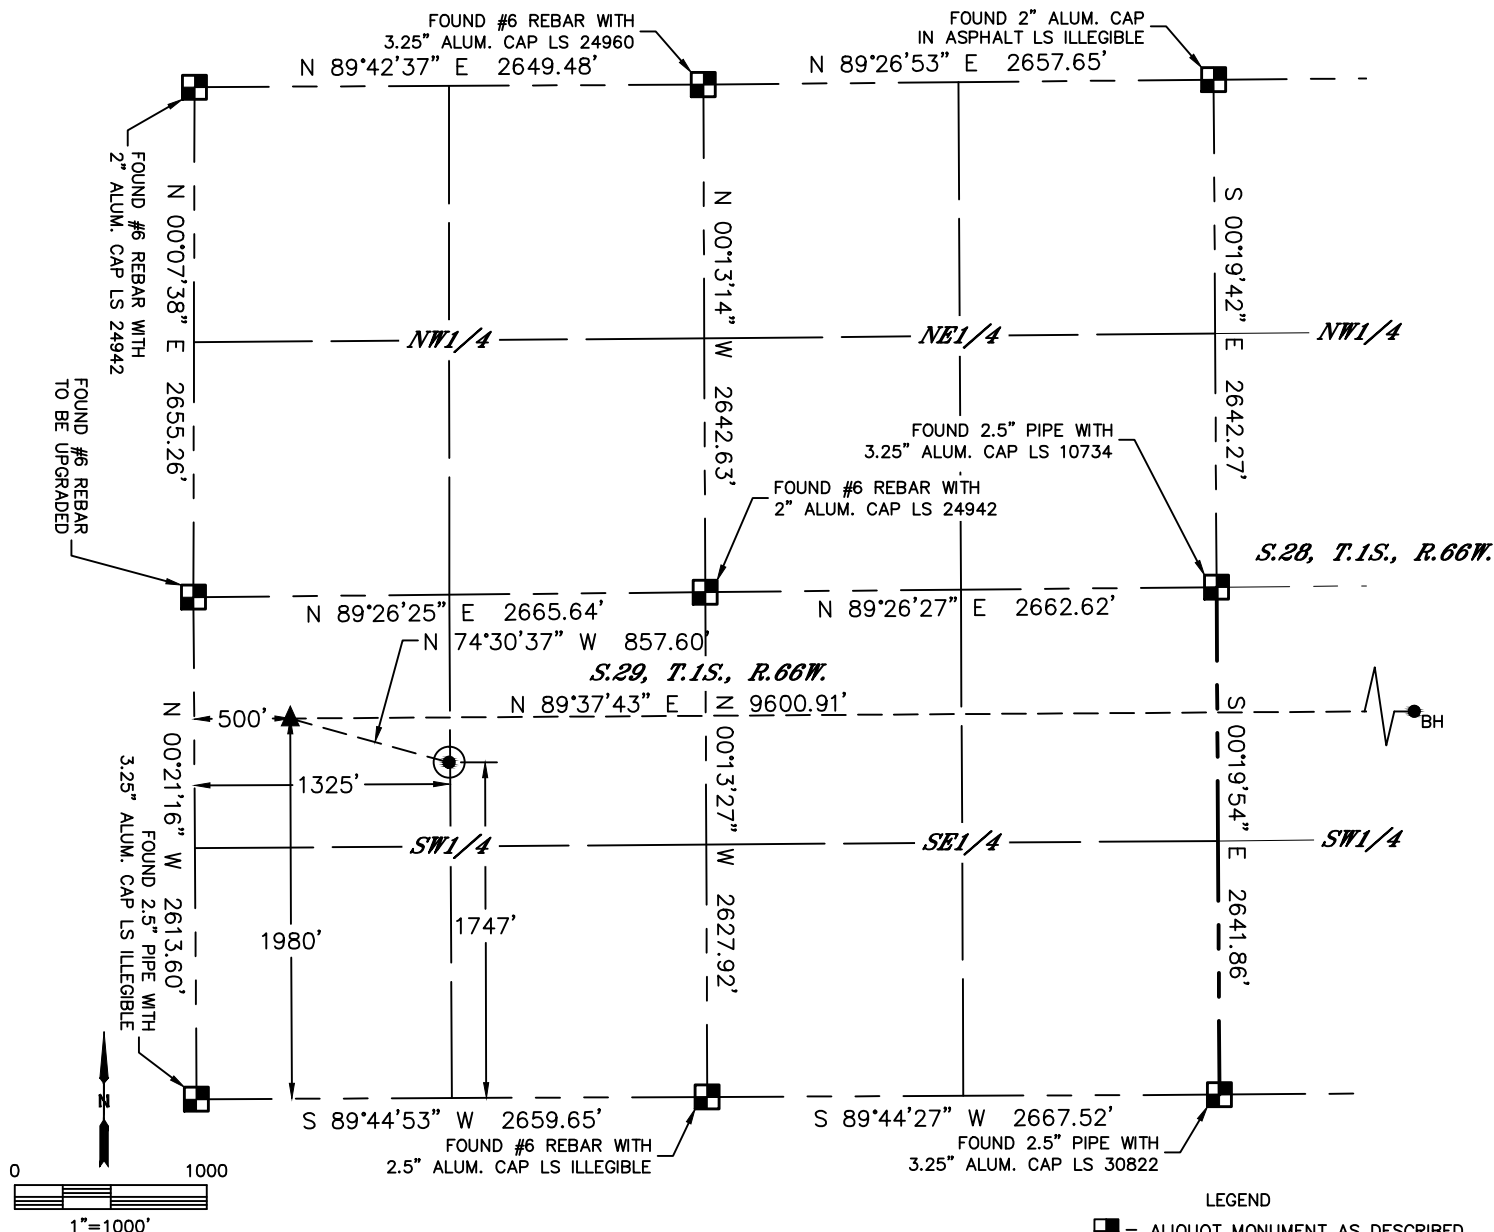 FOUND #6 REBAR WITH
3.25" ALUM. CAP LS 24960
FOUND 2" ALUM. CAP
IN ASPHALT LS ILLEGIBLE
N 89°42'37" E 2649.48'
N 89°26'53" E 2657.65'
FOUND #6 REBAR WITH
2" ALUM. CAP LS 24942
N 00°07'38" E 2655.26'
N 00°13'14" W 2642.63'
S 00°19'42" E 2642.27'
NW1/4
NE1/4
NW1/4
FOUND #6 REBAR
TO BE UPGRADED
FOUND 2.5" PIPE WITH
3.25" ALUM. CAP LS 10734
FOUND #6 REBAR WITH
2" ALUM. CAP LS 24942
S.28, T.1S., R.66W.
N 89°26'25" E 2665.64'
N 89°26'27" E 2662.62'
N 74°30'37" W 857.60'
S.29, T.1S., R.66W.
N 89°37'43" E 9600.91'
500'
BH
1325'
N 00°21'16" W 2613.60'
N 00°13'27" W 2627.92'
S 00°19'54" E 2641.86'
FOUND 2.5" PIPE WITH
3.25" ALUM. CAP LS ILLEGIBLE
SW1/4
SE1/4
SW1/4
1980'
1747'
N
S 89°44'53" W 2659.65'
S 89°44'27" W 2667.52'
FOUND #6 REBAR WITH
2.5" ALUM. CAP LS ILLEGIBLE
FOUND 2.5" PIPE WITH
3.25" ALUM. CAP LS 30822
0 1000
1"=1000'
LEGEND
= ALIQUOT MONUMENT AS DESCRIBED